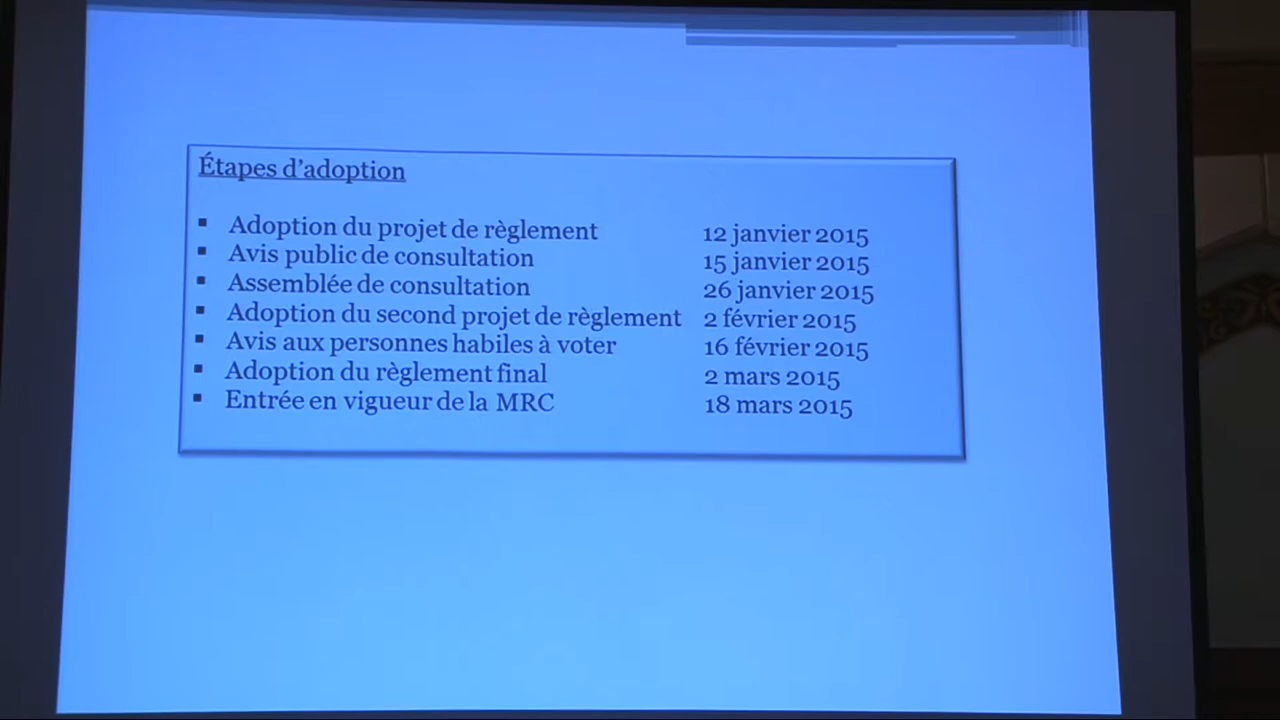 Étapes d'adoption
▪ Adoption du projet de règlement 12 janvier 2015
▪ Avis public de consultation 15 janvier 2015
▪ Assemblée de consultation 26 janvier 2015
▪ Adoption du second projet de règlement 2 février 2015
▪ Avis aux personnes habiles à voter 16 février 2015
▪ Adoption du règlement final 2 mars 2015
▪ Entrée en vigueur de la MRC 18 mars 2015